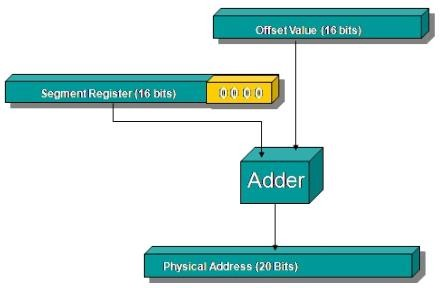 Offset Value (16 bits)
Segment Register (16 bits) 0 0 0 0
Adder
Physical Address (20 Bits)